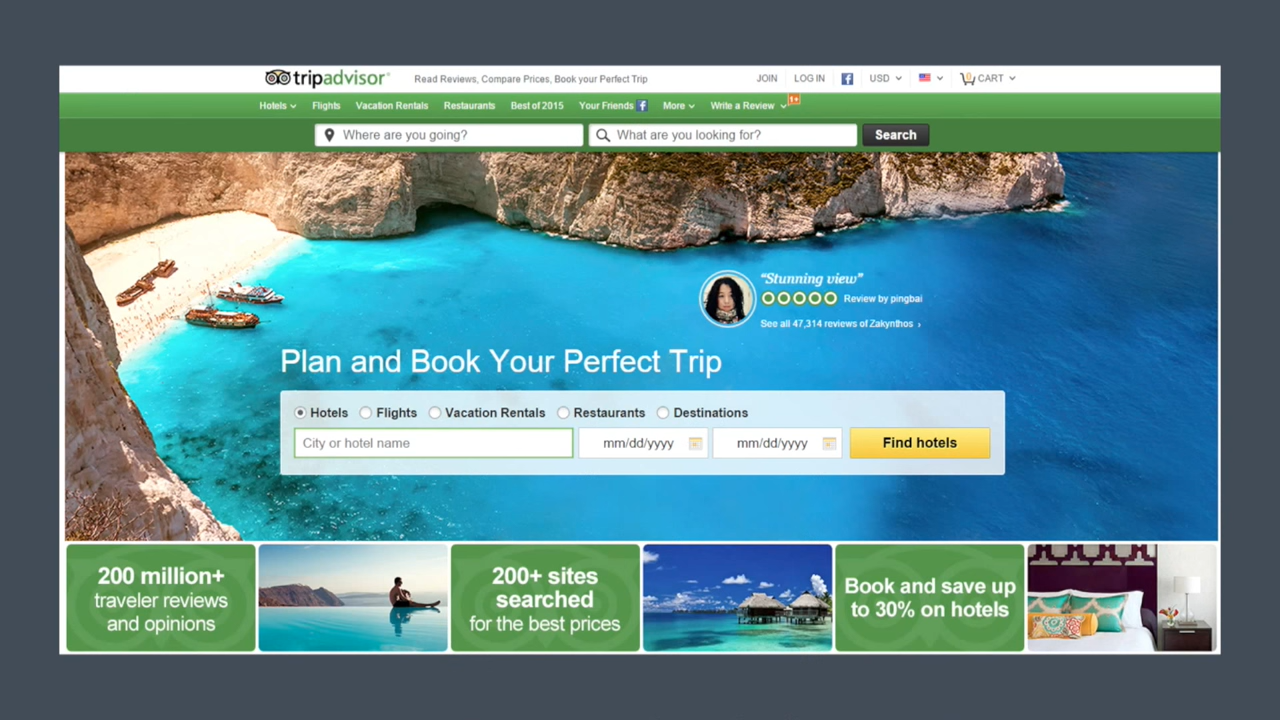 tripadvisor®
Read Reviews, Compare Prices, Book your Perfect Trip
JOIN LOG IN f USD 0 CART
Hotels Flights Vacation Rentals Restaurants Best of 2015 Your Friends f More Write a Review 1+
Where are you going? What are you looking for? Search
“Stunning view”
Review by pingbai
See all 47,314 reviews of Zakynthos ›
Plan and Book Your Perfect Trip
Hotels Flights Vacation Rentals Restaurants Destinations
City or hotel name mm/dd/yyyy mm/dd/yyyy Find hotels
200 million+
traveler reviews
and opinions
200+ sites
searched
for the best prices
Book and save up
to 30% on hotels